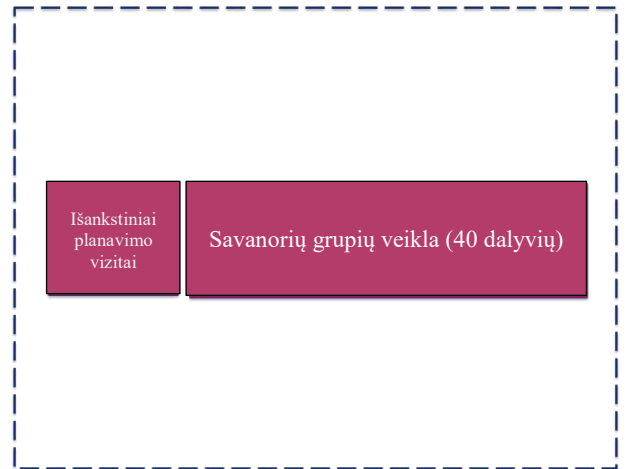 Išankstiniai
planavimo
vizitai
Savanorių grupių veikla (40 dalyvių)